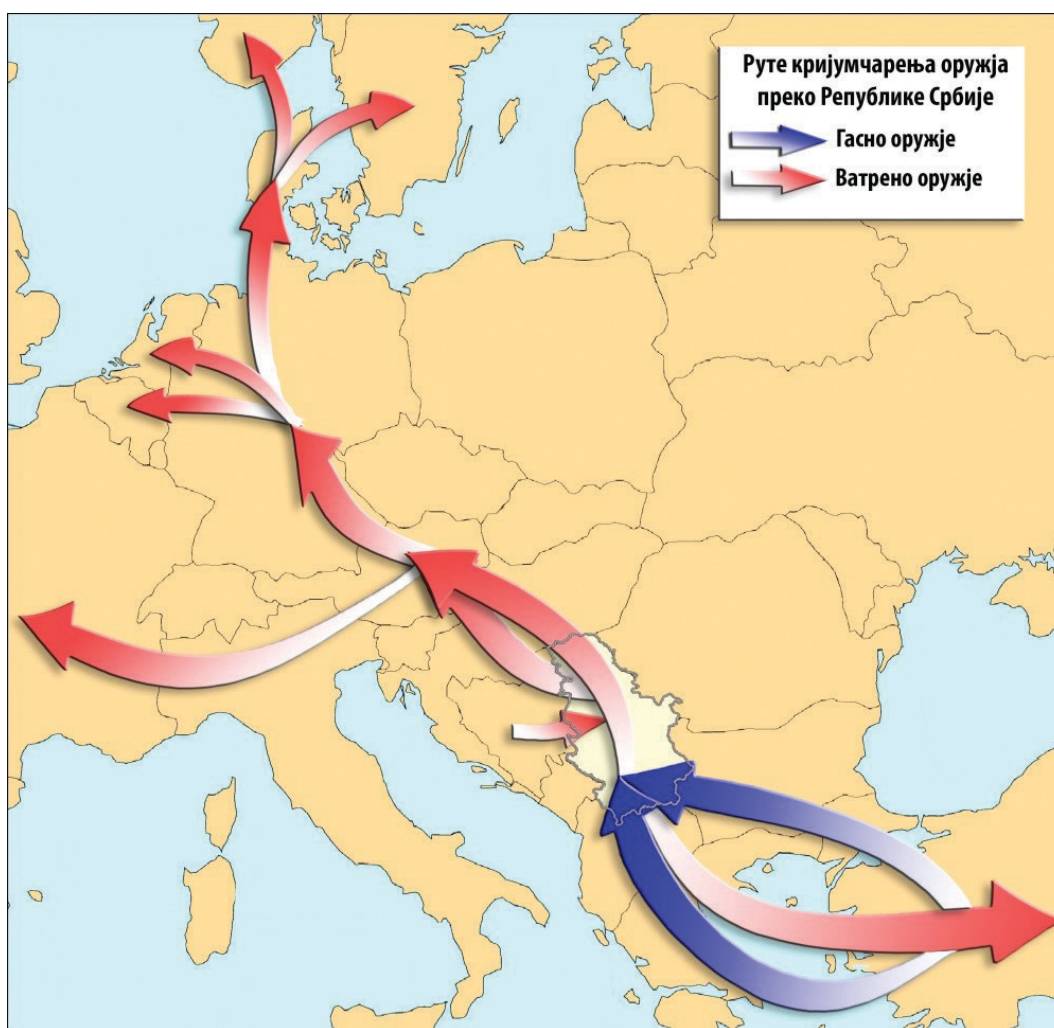 Руте кријумчарења оружја
преко Републике Србије
Гасно оружје
Ватрено оружје